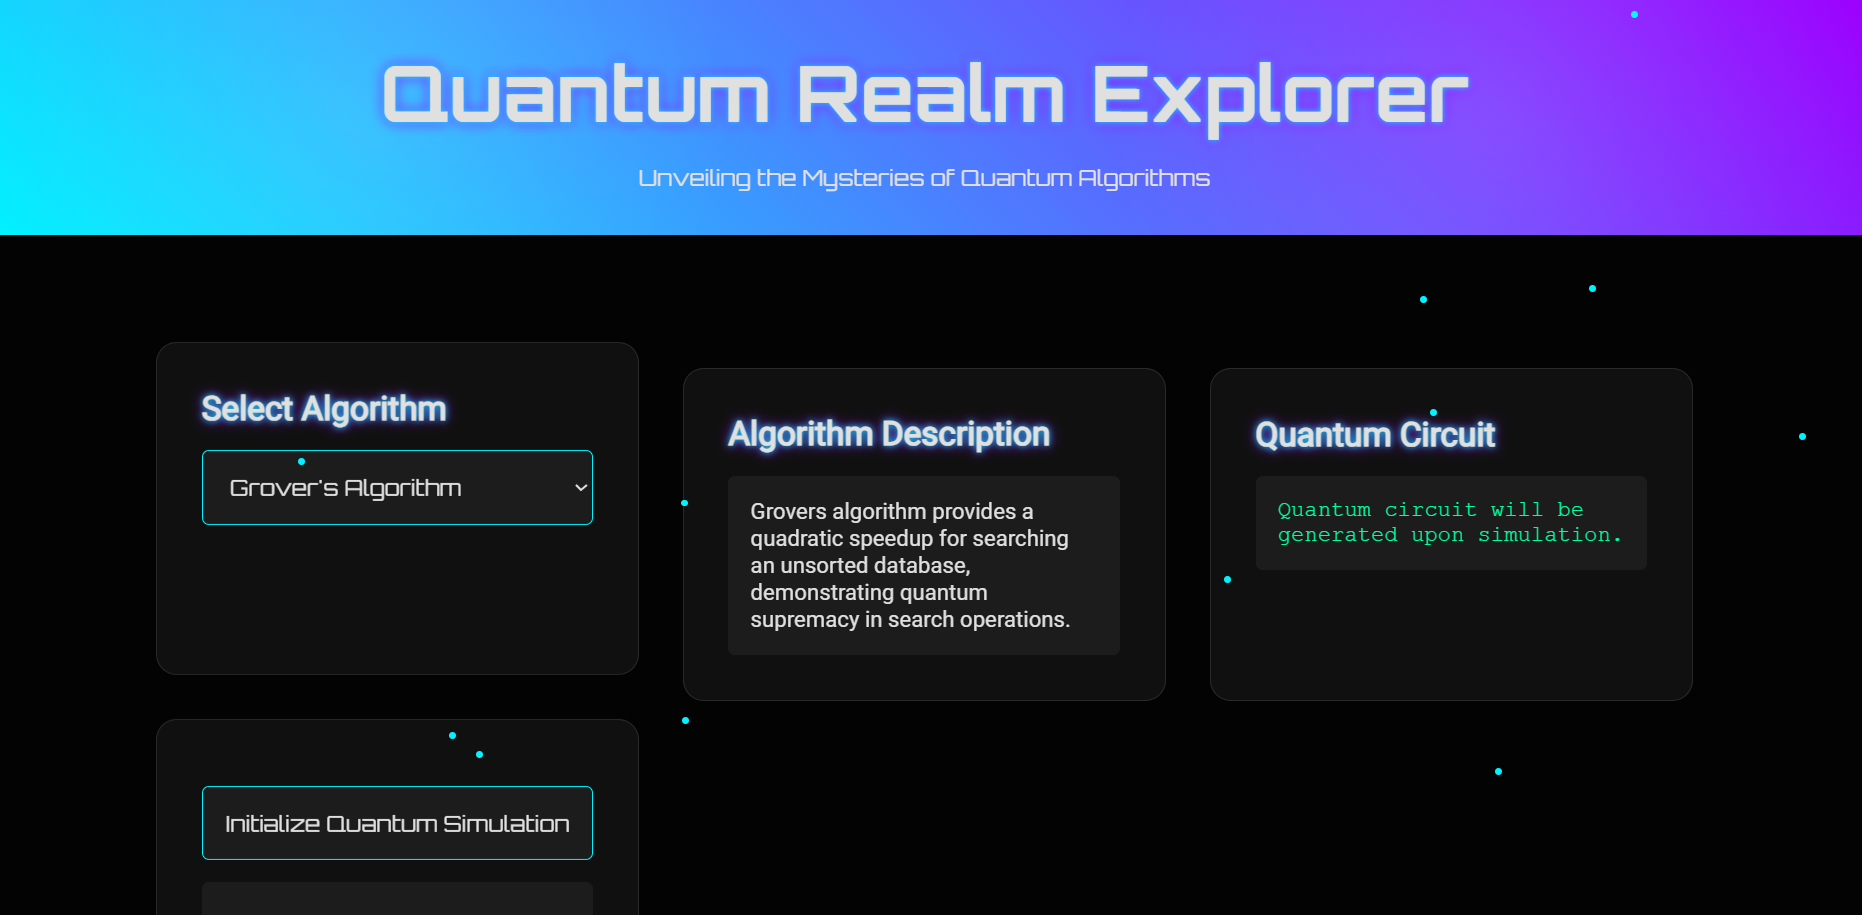 Quantum Realm Explorer
Unveiling the Mysteries of Quantum Algorithms
Select Algorithm
Grover's Algorithm
Algorithm Description
Grovers algorithm provides a
quadratic speedup for searching
an unsorted database,
demonstrating quantum
supremacy in search operations.
Quantum Circuit
Quantum circuit will be
generated upon simulation.
Initialize Quantum Simulation